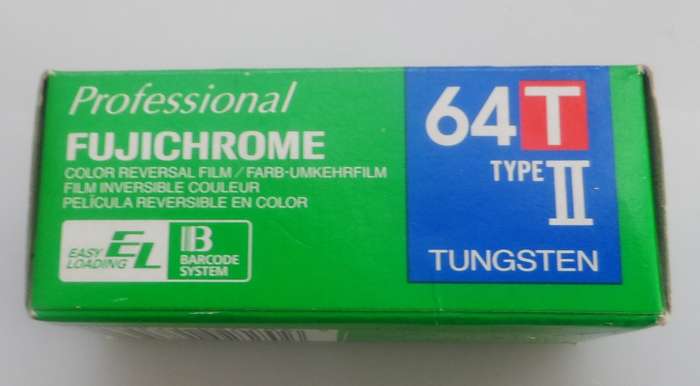 Professional
FUJICHROME
COLOR REVERSAL FILM / FARB-UMKEHRFILM
FILM INVERSIBLE COULEUR
PELÍCULA REVERSIBLE EN COLOR
EASY
LOADING
EL
B
BARCODE
SYSTEM
64T
TYPE II
TUNGSTEN